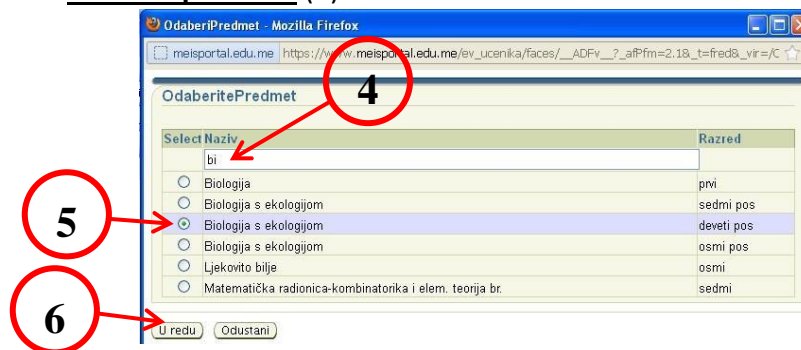 OdaberiPredmet - Mozilla Firefox
meisportal.edu.me https://www.meisportal.edu.me/ev_ucenika/faces/__ADFv__?_afPfm=2.1&_t=fred&_vir=/C
OdaberitePredmet
4
Select Naziv Razred
bi
Biologija prvi
Biologija s ekologijom sedmi pos
5
Biologija s ekologijom deveti pos
Biologija s ekologijom osmi pos
Ljekovito bilje osmi
Matematička radionica-kombinatorika i elem. teorija br. sedmi
6
U redu Odustani